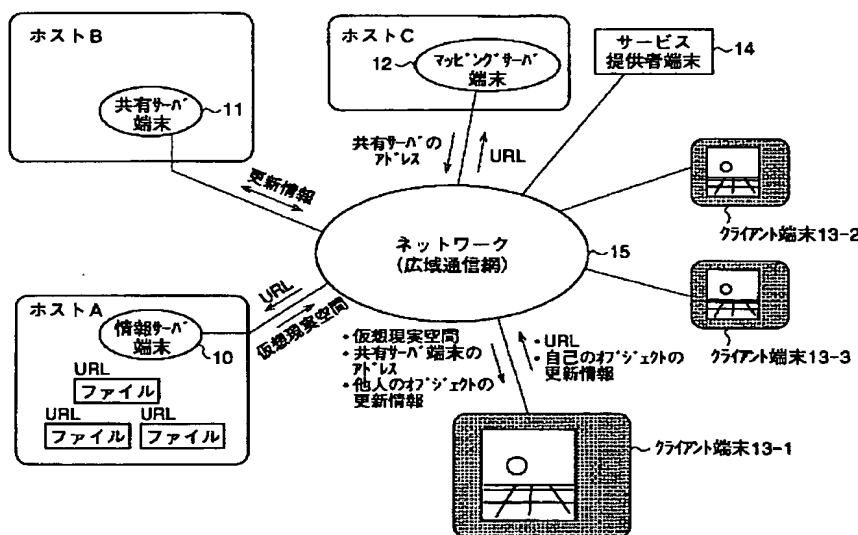 ホストB
共有サーバ
端末
11
ホストC
12
マッピングサーバ
端末
サービス
提供者端末
14
共有サーバの
アドレス
URL
更新情報
クライアント端末13-2
ネットワーク
(広域通信網)
15
クライアント端末13-3
ホストA
情報サーバ
端末
10
URL
仮想現実空間
URL
ファイル
URL
ファイル
URL
ファイル
・仮想現実空間
・共有サーバ端末の
アドレス
・他人のオブジェクトの
更新情報
・URL
・自己のオブジェクトの
更新情報
クライアント端末13-1